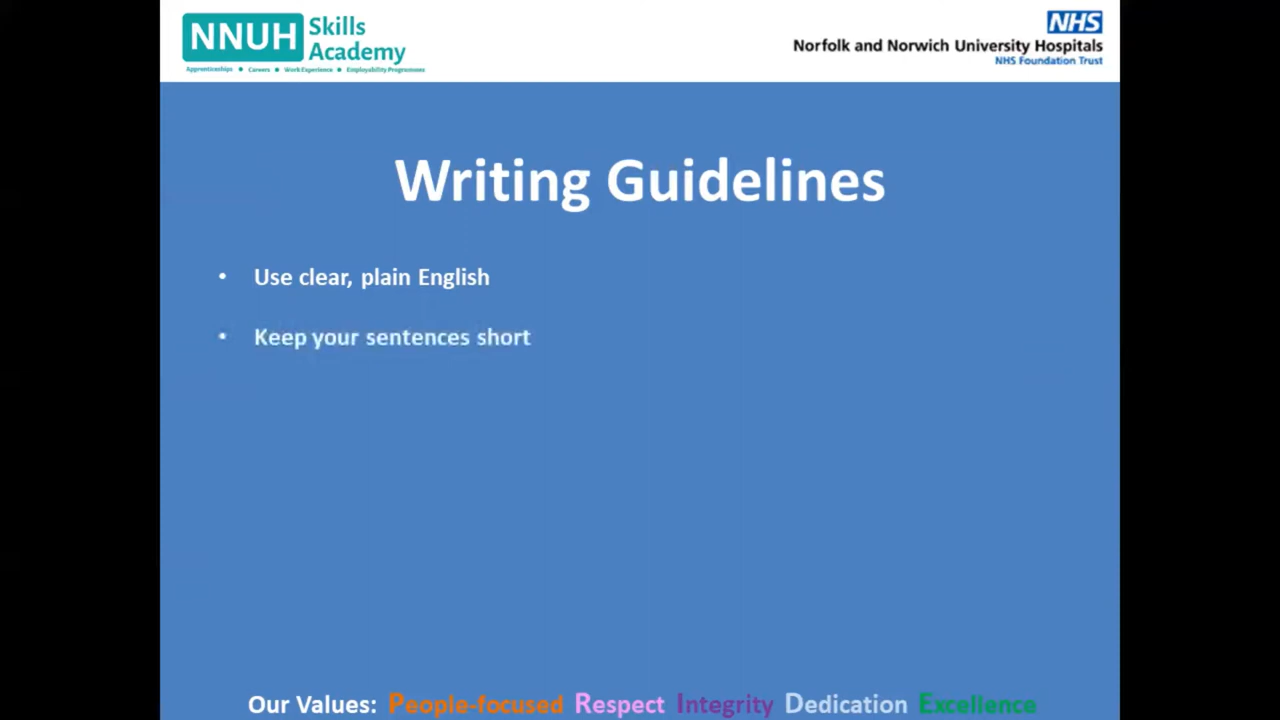 NNUH Skills Academy
Apprenticeships • Careers • Work Experience • Employability Programmes
NHS
Norfolk and Norwich University Hospitals
NHS Foundation Trust
Writing Guidelines
• Use clear, plain English
• Keep your sentences short
Our Values: People-focused Respect Integrity Dedication Excellence